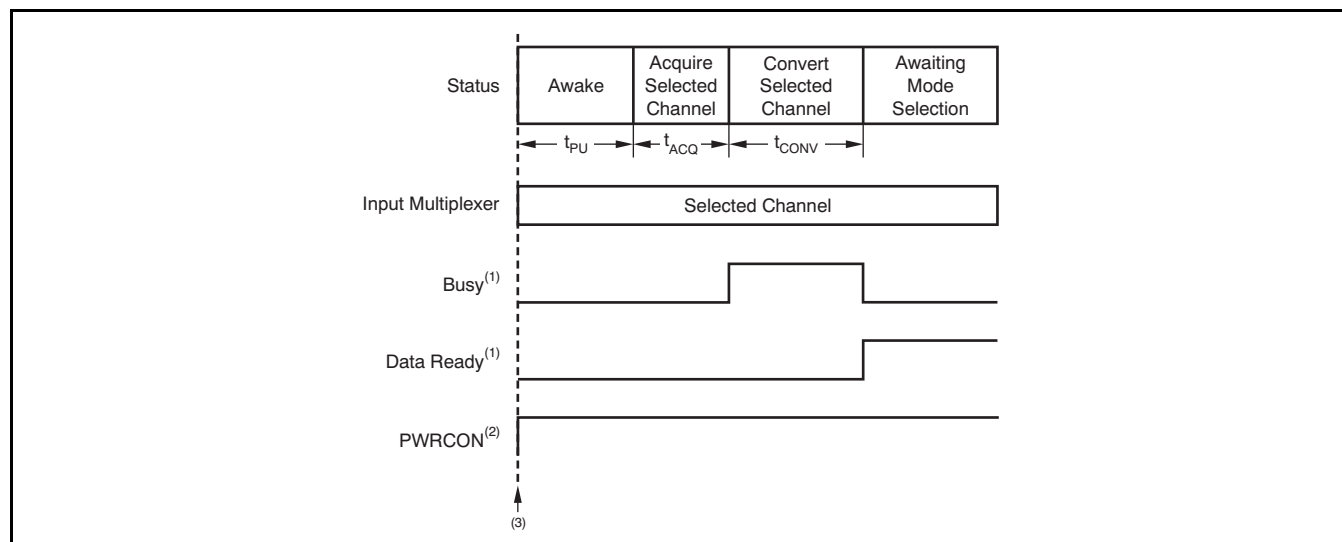 Status
Awake
Acquire
Selected
Channel
Convert
Selected
Channel
Awaiting
Mode
Selection
tPU
tACQ
tCONV
Input Multiplexer
Selected Channel
Busy(1)
Data Ready(1)
PWRCON(2)
(3)